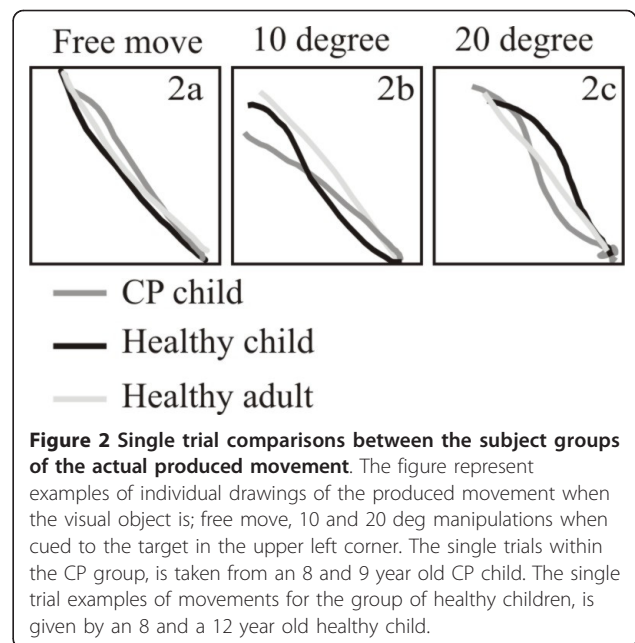 Free move 10 degree 20 degree
2a 2b 2c
CP child
Healthy child
Healthy adult
Figure 2 Single trial comparisons between the subject groups
of the actual produced movement. The figure represent
examples of individual drawings of the produced movement when
the visual object is; free move, 10 and 20 deg manipulations when
cued to the target in the upper left corner. The single trials within
the CP group, is taken from an 8 and 9 year old CP child. The single
trial examples of movements for the group of healthy children, is
given by an 8 and a 12 year old healthy child.